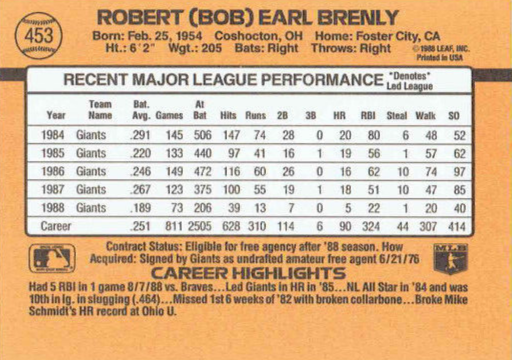 453
ROBERT (BOB) EARL BRENLY
Born: Feb. 25, 1954 Coshocton, OH Home: Foster City, CA
Ht.: 6'2" Wgt.: 205 Bats: Right Throws: Right
©1988 LEAF, INC.
Printed in USA
RECENT MAJOR LEAGUE PERFORMANCE *Denotes* Led League
Year Team Name Bat. Avg. Games At Bat Hits Runs 2B 3B HR RBI Steal Walk SO
1984 Giants .291 145 506 147 74 28 0 20 80 6 48 52
1985 Giants .220 133 440 97 41 16 1 19 56 1 57 62
1986 Giants .246 149 472 116 60 26 0 16 62 10 74 97
1987 Giants .267 123 375 100 55 19 1 18 51 10 47 85
1988 Giants .189 73 206 39 13 7 0 5 22 1 20 40
Career .251 811 2505 628 310 114 6 90 324 44 307 414
Contract Status: Eligible for free agency after '88 season. How
Acquired: Signed by Giants as undrafted amateur free agent 6/21/76
MLB
CAREER HIGHLIGHTS
Had 5 RBI in 1 game 8/7/88 vs. Braves...Led Giants in HR in '85...NL All Star in '84 and was
10th in lg. in slugging (.464)...Missed 1st 6 weeks of '82 with broken collarbone...Broke Mike
Schmidt's HR record at Ohio U.